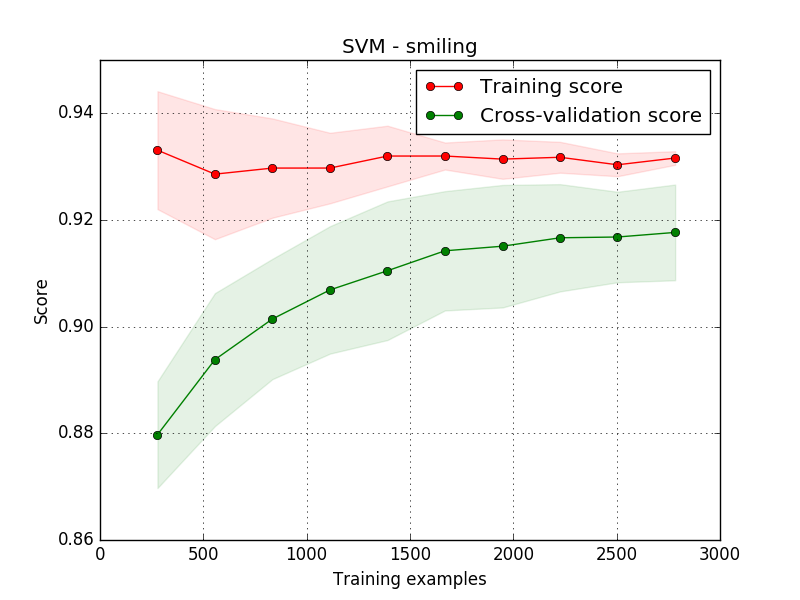 SVM - smiling
Training score
Cross-validation score
0.94
0.92
0.90
0.88
0.86
Score
0
500
1000
1500
2000
2500
3000
Training examples